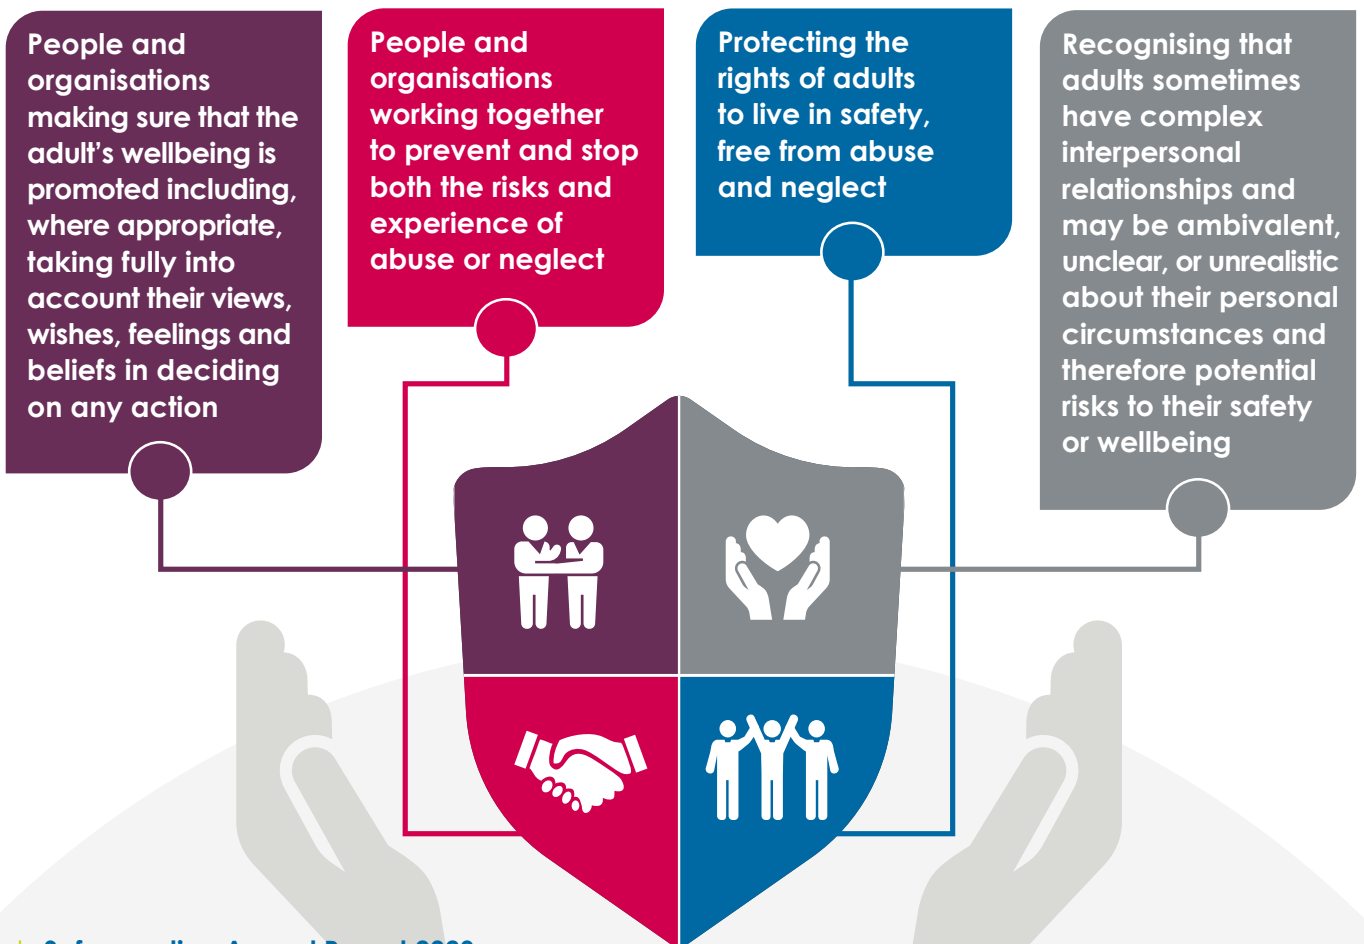 People and
organisations
making sure that the
adult's wellbeing is
promoted including,
where appropriate,
taking fully into
account their views,
wishes, feelings and
beliefs in deciding
on any action
People and
organisations
working together
to prevent and stop
both the risks and
experience of
abuse or neglect
Protecting the
rights of adults
to live in safety,
free from abuse
and neglect
Recognising that
adults sometimes
have complex
interpersonal
relationships and
may be ambivalent,
unclear, or unrealistic
about their personal
circumstances and
therefore potential
risks to their safety
or wellbeing
Annual Report